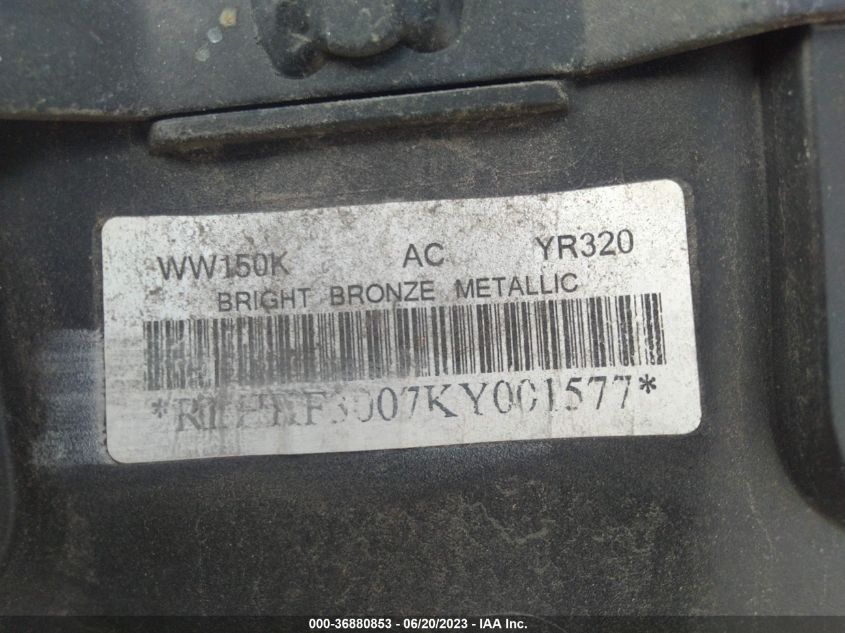 WW150K AC YR320
BRIGHT BRONZE METALLIC
000-36880853 - 06/20/2023 - IAA Inc.